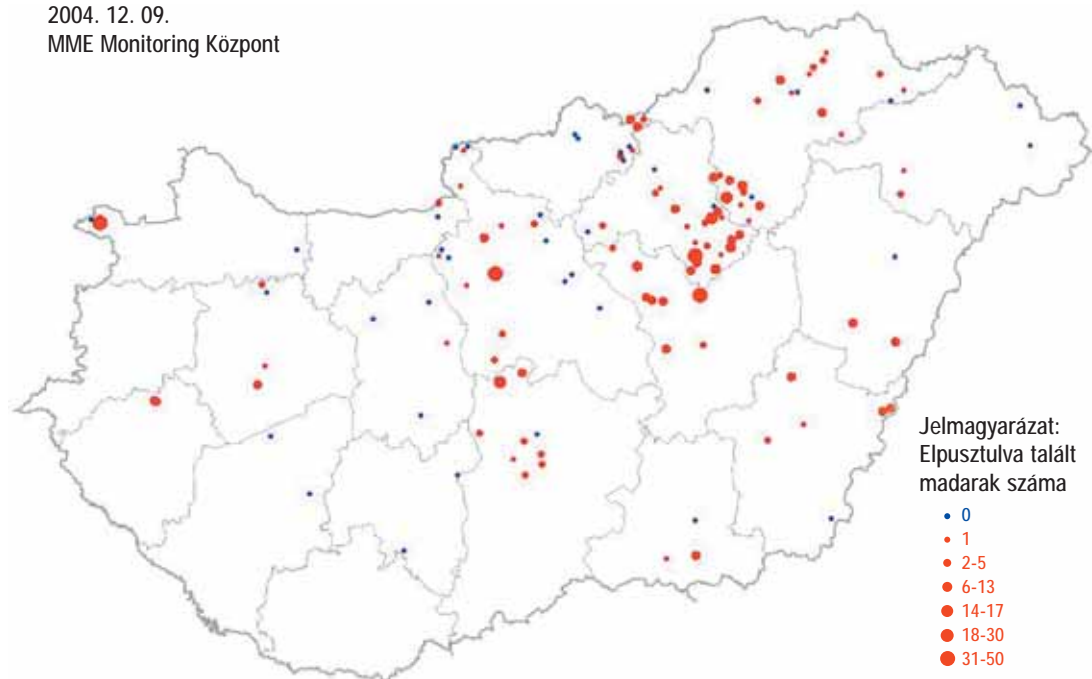 2004. 12. 09.
MME Monitoring Központ
Jelmagyarázat:
Elpusztulva talált
madarak száma
0
1
2-5
6-13
14-17
18-30
31-50